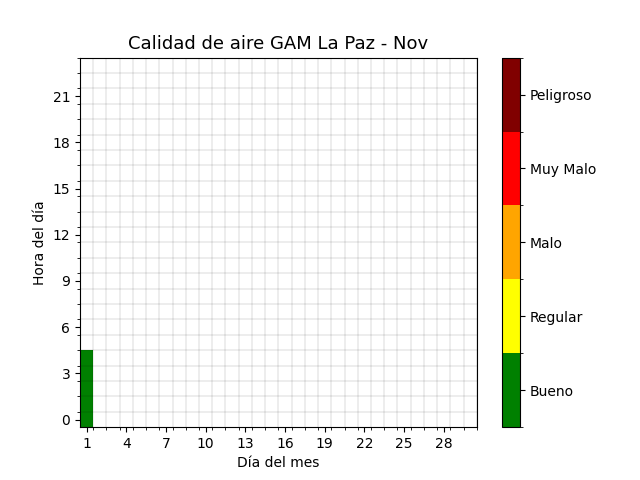 Calidad de aire GAM La Paz - Nov
Hora del día
21
18
15
12
9
6
3
0
1 4 7 10 13 16 19 22 25 28
Día del mes
Peligroso
Muy Malo
Malo
Regular
Bueno